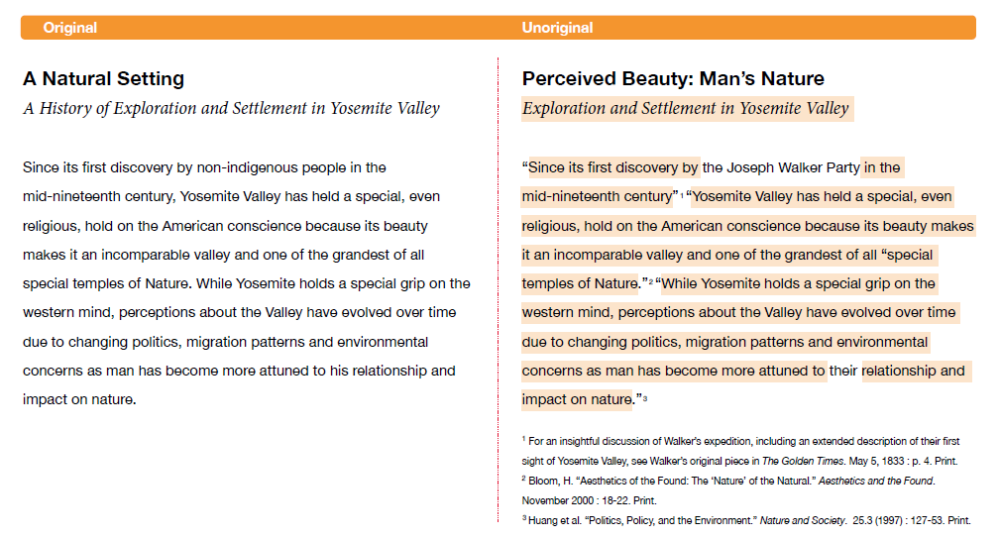 Original
Unoriginal
A Natural Setting
A History of Exploration and Settlement in Yosemite Valley
Since its first discovery by non-indigenous people in the
mid-nineteenth century, Yosemite Valley has held a special, even
religious, hold on the American conscience because its beauty
makes it an incomparable valley and one of the grandest of all
special temples of Nature. While Yosemite holds a special grip on the
western mind, perceptions about the Valley have evolved over time
due to changing politics, migration patterns and environmental
concerns as man has become more attuned to his relationship and
impact on nature.
Perceived Beauty: Man's Nature
Exploration and Settlement in Yosemite Valley
“Since its first discovery by the Joseph Walker Party in the
mid-nineteenth century” ¹ “Yosemite Valley has held a special, even
religious, hold on the American conscience because its beauty makes
it an incomparable valley and one of the grandest of all “special
temples of Nature.” ² “While Yosemite holds a special grip on the
western mind, perceptions about the Valley have evolved over time
due to changing politics, migration patterns and environmental
concerns as man has become more attuned to their relationship and
impact on nature.” ³
¹ For an insightful discussion of Walker's expedition, including an extended description of their first
sight of Yosemite Valley, see Walker's original piece in The Golden Times. May 5, 1833 : p. 4. Print.
² Bloom, H. “Aesthetics of the Found: The ‘Nature’ of the Natural.” Aesthetics and the Found.
November 2000 : 18-22. Print.
³ Huang et al. “Politics, Policy, and the Environment.” Nature and Society. 25.3 (1997) : 127-53. Print.